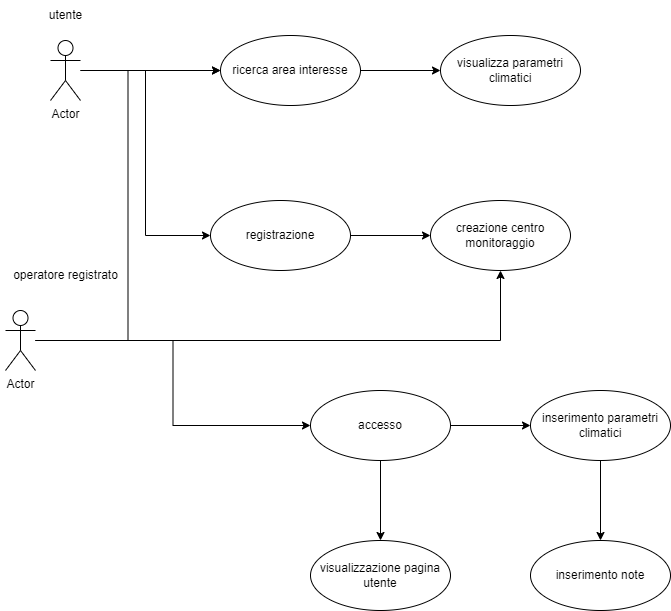 utente
Actor
ricerca area interesse
visualizza parametri
climatici
registrazione
creazione centro
monitoraggio
operatore registrato
Actor
accesso
inserimento parametri
climatici
visualizzazione pagina
utente
inserimento note